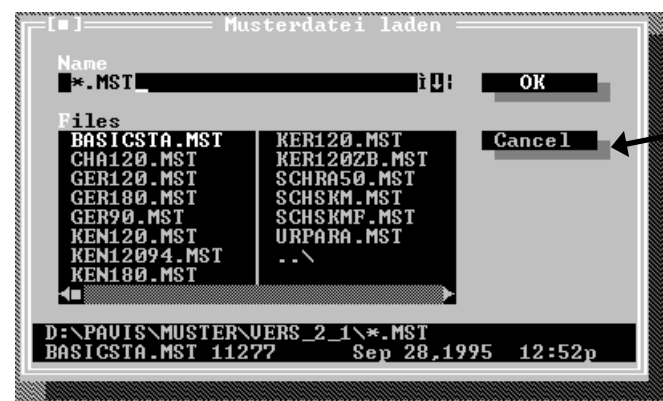 Musterdatei laden
Name
*.MST
OK
Files
BASICSTA.MST KER120.MST
Cancel
CHA120.MST KER120ZB.MST
GER120.MST SCHRA50.MST
GER180.MST SCHSKM.MST
GER90.MST SCHSKMF.MST
KEN120.MST URPARA.MST
KEN12094.MST ..\
KEN180.MST
D:\PAVIS\MUSTER\VERS_2_1\*.MST
BASICSTA.MST 11277 Sep 28,1995 12:52p